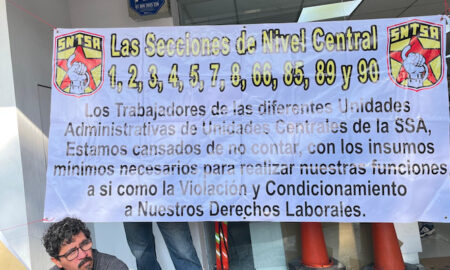 SNTSA
SNTSA
Las Secciones de Nivel Central
1, 2, 3, 4, 5, 7, 8, 66, 85, 89 y 90
Los Trabajadores de las diferentes Unidades
Administrativas de Unidades Centrales de la SSA,
Estamos cansados de no contar, con los insumos
mínimos necesarios para realizar nuestras funciones
a si como la Violación y Condicionamiento
a Nuestros Derechos Laborales.